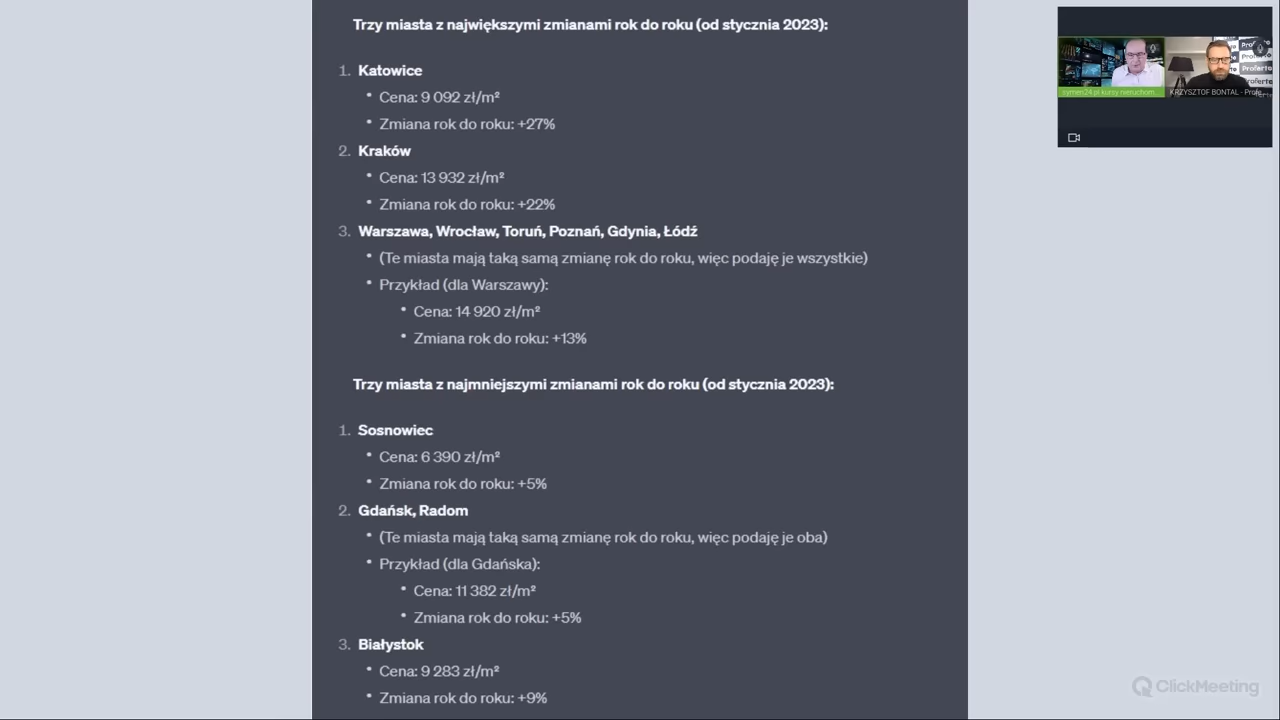 Trzy miasta z największymi zmianami rok do roku (od stycznia 2023):
1. Katowice
• Cena: 9 092 zł/m²
• Zmiana rok do roku: +27%
2. Kraków
• Cena: 13 932 zł/m²
• Zmiana rok do roku: +22%
3. Warszawa, Wrocław, Toruń, Poznań, Gdynia, Łódź
• (Te miasta mają taką samą zmianę rok do roku, więc podaję je wszystkie)
• Przykład (dla Warszawy):
• Cena: 14 920 zł/m²
• Zmiana rok do roku: +13%
Trzy miasta z najmniejszymi zmianami rok do roku (od stycznia 2023):
1. Sosnowiec
• Cena: 6 390 zł/m²
• Zmiana rok do roku: +5%
2. Gdańsk, Radom
• (Te miasta mają taką samą zmianę rok do roku, więc podaję je oba)
• Przykład (dla Gdańska):
• Cena: 11 382 zł/m²
• Zmiana rok do roku: +5%
3. Białystok
• Cena: 9 283 zł/m²
• Zmiana rok do roku: +9%
KRZYSZTOF BONTAL - Profe...
ClickMeeting